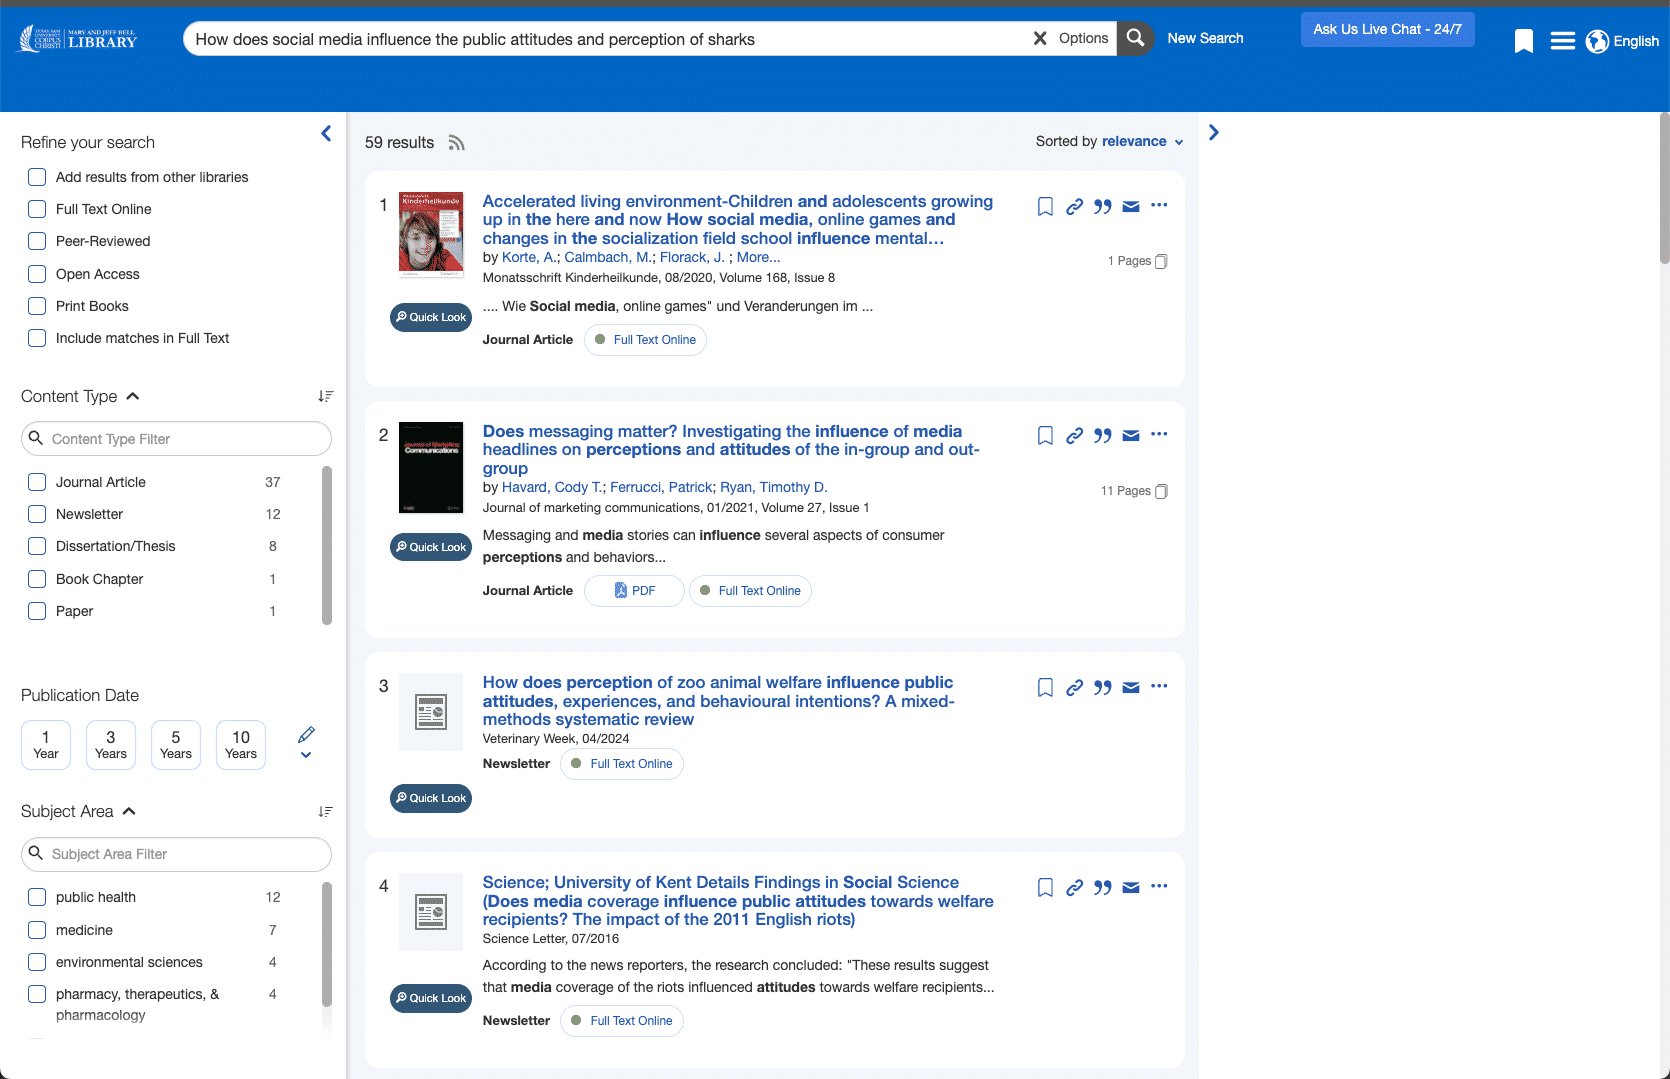 TEXAS A&M UNIVERSITY CORPUS CHRISTI
MARY AND JEFF BELL
LIBRARY
How does social media influence the public attitudes and perception of sharks
Options
New Search
Ask Us Live Chat - 24/7
English
Refine your search
Add results from other libraries
Full Text Online
Peer-Reviewed
Open Access
Print Books
Include matches in Full Text
Content Type
Content Type Filter
Journal Article 37
Newsletter 12
Dissertation/Thesis 8
Book Chapter 1
Paper 1
Publication Date
1 Year
3 Years
5 Years
10 Years
Subject Area
Subject Area Filter
public health 12
medicine 7
environmental sciences 4
pharmacy, therapeutics, & 4
pharmacology
59 results
Sorted by relevance
1
Kinderheilkunde
Accelerated living environment-Children and adolescents growing
up in the here and now How social media, online games and
changes in the socialization field school influence mental…
by Korte, A.; Calmbach, M.; Florack, J. ; More...
1 Pages
Monatsschrift Kinderheilkunde, 08/2020, Volume 168, Issue 8
.... Wie Social media, online games" und Veranderungen im ...
Quick Look
Journal Article Full Text Online
2
Journal of Marketing
Communications
Does messaging matter? Investigating the influence of media
headlines on perceptions and attitudes of the in-group and out-
group
by Havard, Cody T.; Ferrucci, Patrick; Ryan, Timothy D.
11 Pages
Journal of marketing communications, 01/2021, Volume 27, Issue 1
Messaging and media stories can influence several aspects of consumer
perceptions and behaviors...
Quick Look
Journal Article PDF Full Text Online
3
How does perception of zoo animal welfare influence public
attitudes, experiences, and behavioural intentions? A mixed-
methods systematic review
Veterinary Week, 04/2024
Newsletter Full Text Online
Quick Look
4
Science; University of Kent Details Findings in Social Science
(Does media coverage influence public attitudes towards welfare
recipients? The impact of the 2011 English riots)
Science Letter, 07/2016
According to the news reporters, the research concluded: "These results suggest
that media coverage of the riots influenced attitudes towards welfare recipients...
Quick Look
Newsletter Full Text Online